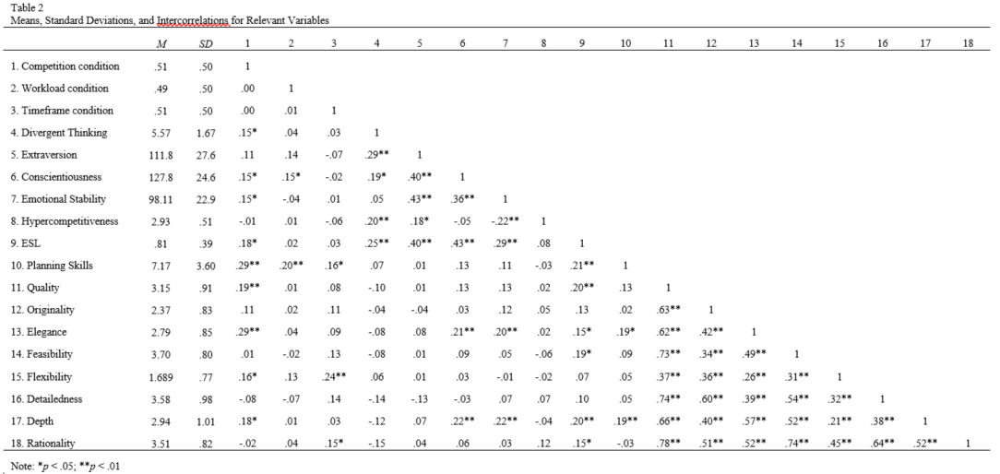 Table 2
Means, Standard Deviations, and Intercorrelations for Relevant Variables
M SD 1 2 3 4 5 6 7 8 9 10 11 12 13 14 15 16 17 18
1. Competition condition .51 .50 1
2. Workload condition .49 .50 .00 1
3. Timeframe condition .51 .50 .00 .01 1
4. Divergent Thinking 5.57 1.67 .15* .04 .03 1
5. Extraversion 111.8 27.6 .11 .14 -.07 .29** 1
6. Conscientiousness 127.8 24.6 .15* .15* -.02 .19* .40** 1
7. Emotional Stability 98.11 22.9 .15* -.04 .01 .05 .43** .36** 1
8. Hypercompetitiveness 2.93 .51 -.01 .01 -.06 .20** .18* -.05 -.22** 1
9. ESL .81 .39 .18* .02 .03 .25** .40** .43** .29** .08 1
10. Planning Skills 7.17 3.60 .29** .20** .16* .07 .01 .13 .11 -.03 .21** 1
11. Quality 3.15 .91 .19** .01 .08 -.10 .01 .13 .13 .02 .20** .13 1
12. Originality 2.37 .83 .11 .02 .11 -.04 -.04 .03 .12 .05 .13 .02 .63** 1
13. Elegance 2.79 .85 .29** .04 .09 -.08 .08 .21** .20** .02 .15* .19* .62** .42** 1
14. Feasibility 3.70 .80 .01 -.02 .13 -.08 .01 .09 .05 -.06 .19* .09 .73** .34** .49** 1
15. Flexibility 1.689 .77 .16* .13 .24** .06 .01 .03 -.01 -.02 .07 .05 .37** .36** .26** .31** 1
16. Detailedness 3.58 .98 -.08 -.07 .14 -.14 -.13 -.03 .07 .07 .10 .05 .74** .60** .39** .54** .32** 1
17. Depth 2.94 1.01 .18* .01 .03 -.12 .07 .22** .22** -.04 .20** .19** .66** .40** .57** .52** .21** .38** 1
18. Rationality 3.51 .82 -.02 .04 .15* -.15 .04 .06 .03 .12 .15* -.03 .78** .51** .52** .74** .45** .64** .52** 1
Note: *p < .05; **p < .01